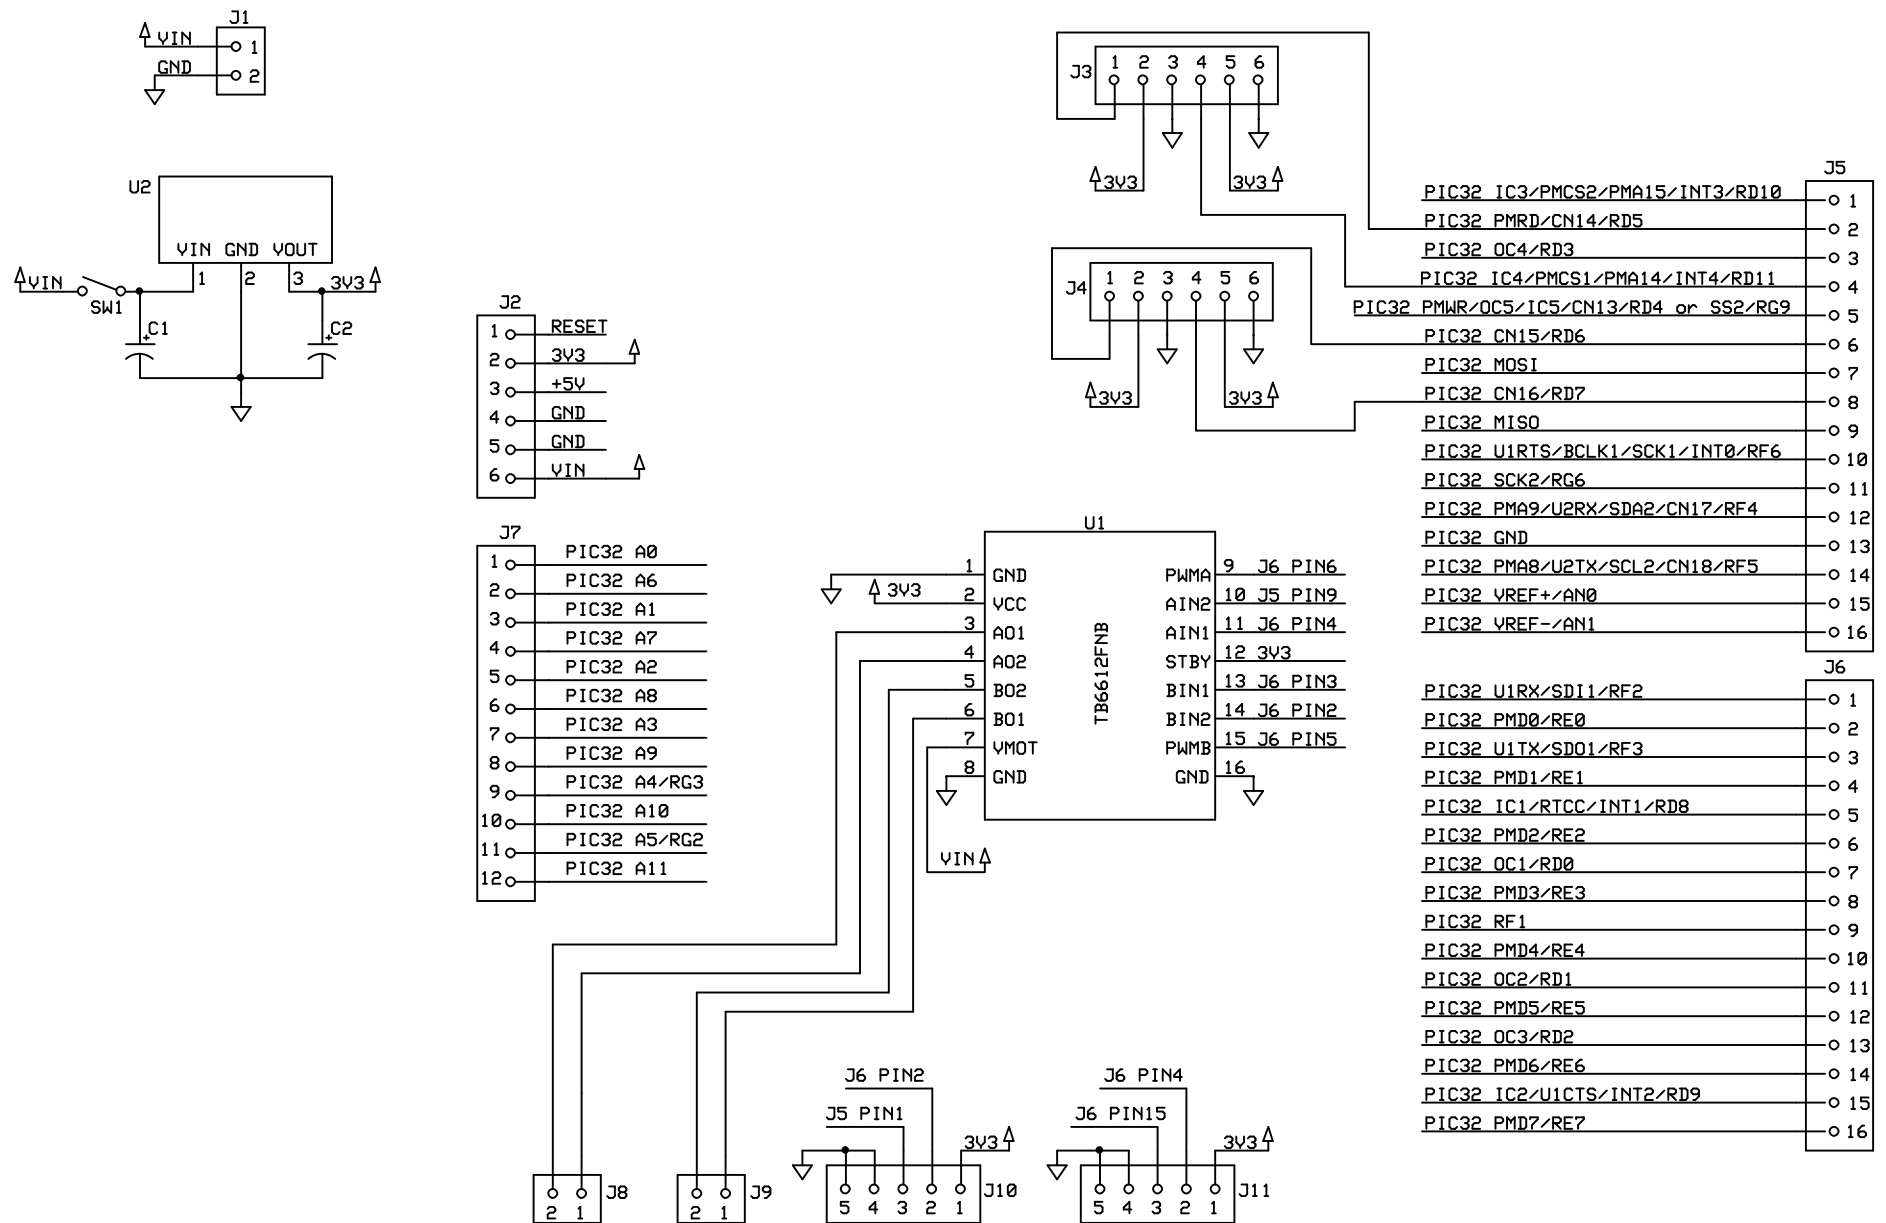 J1
VIN
1
GND
2
U2
VIN GND VOUT
1 2 3
VIN
SW1
3V3
C1
+
C2
+
J2
1 RESET
2 3V3
3 +5V
4 GND
5 GND
6 VIN
J7
1 PIC32 A0
2 PIC32 A6
3 PIC32 A1
4 PIC32 A7
5 PIC32 A2
6 PIC32 A8
7 PIC32 A3
8 PIC32 A9
9 PIC32 A4/RG3
10 PIC32 A10
11 PIC32 A5/RG2
12 PIC32 A11
J3
1 2 3 4 5 6
3V3
3V3
J4
1 2 3 4 5 6
3V3
3V3
U1
TB6612FNB
1 GND
3V3
2 VCC
3 AO1
4 AO2
5 BO2
6 BO1
7 VMOT
8 GND
VIN
PWMA 9 J6 PIN6
AIN2 10 J5 PIN9
AIN1 11 J6 PIN4
STBY 12 3V3
BIN1 13 J6 PIN3
BIN2 14 J6 PIN2
PWMB 15 J6 PIN5
GND 16
J5
PIC32 IC3/PMCS2/PMA15/INT3/RD10 1
PIC32 PMRD/CN14/RD5 2
PIC32 OC4/RD3 3
PIC32 IC4/PMCS1/PMA14/INT4/RD11 4
PIC32 PMWR/OC5/IC5/CN13/RD4 or SS2/RG9 5
PIC32 CN15/RD6 6
PIC32 MOSI 7
PIC32 CN16/RD7 8
PIC32 MISO 9
PIC32 U1RTS/BCLK1/SCK1/INT0/RF6 10
PIC32 SCK2/RG6 11
PIC32 PMA9/U2RX/SDA2/CN17/RF4 12
PIC32 GND 13
PIC32 PMA8/U2TX/SCL2/CN18/RF5 14
PIC32 VREF+/AN0 15
PIC32 VREF-/AN1 16
J6
PIC32 U1RX/SDI1/RF2 1
PIC32 PMD0/RE0 2
PIC32 U1TX/SDO1/RF3 3
PIC32 PMD1/RE1 4
PIC32 IC1/RTCC/INT1/RD8 5
PIC32 PMD2/RE2 6
PIC32 OC1/RD0 7
PIC32 PMD3/RE3 8
PIC32 RF1 9
PIC32 PMD4/RE4 10
PIC32 OC2/RD1 11
PIC32 PMD5/RE5 12
PIC32 OC3/RD2 13
PIC32 PMD6/RE6 14
PIC32 IC2/U1CTS/INT2/RD9 15
PIC32 PMD7/RE7 16
J8
2 1
J9
2 1
J6 PIN2
J5 PIN1
3V3
J10
5 4 3 2 1
J6 PIN4
J6 PIN15
3V3
J11
5 4 3 2 1